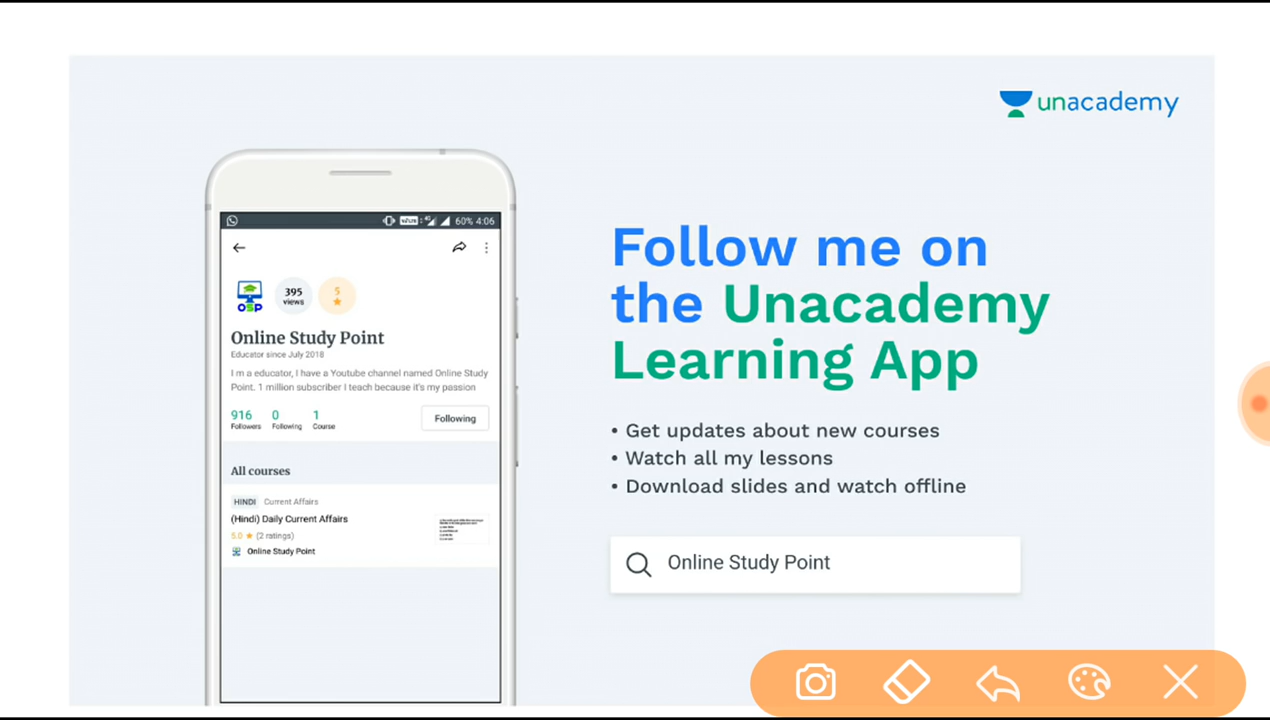 unacademy
60% 4:06
395
views
5
OSP
Online Study Point
Educator since July 2018
I m a educator, I have a Youtube channel named Online Study
Point. 1 million subscriber I teach because it's my passion
916 0 1
Followers Following Course
Following
All courses
HINDI Current Affairs
(Hindi) Daily Current Affairs
5.0 ★ (2 ratings)
Online Study Point
Follow me on
the Unacademy
Learning App
• Get updates about new courses
• Watch all my lessons
• Download slides and watch offline
Online Study Point